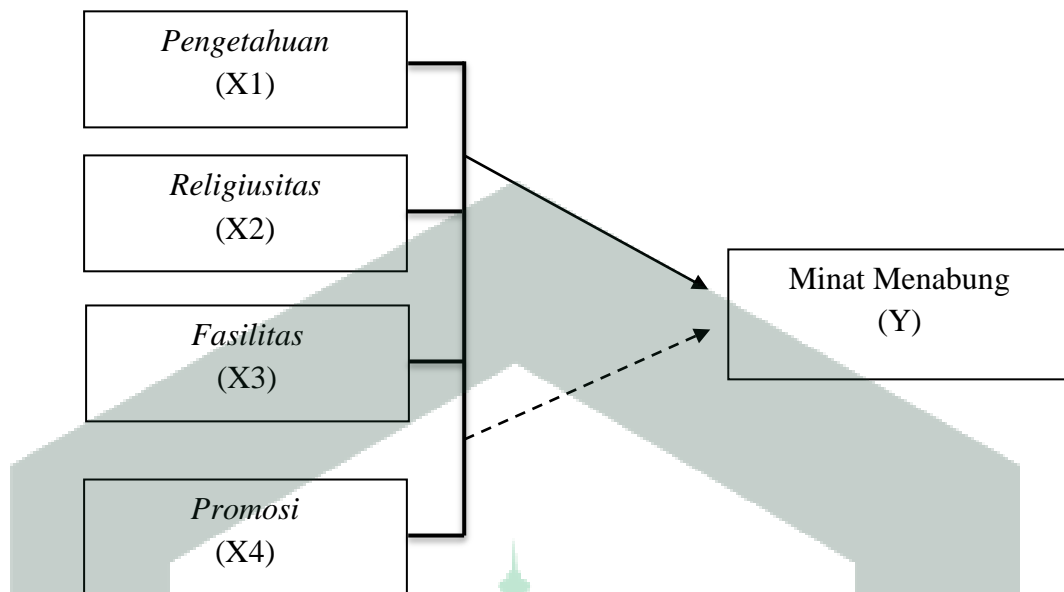 Pengetahuan
(X1)
Religiusitas
(X2)
Fasilitas
(X3)
Promosi
(X4)
Minat Menabung
(Y)